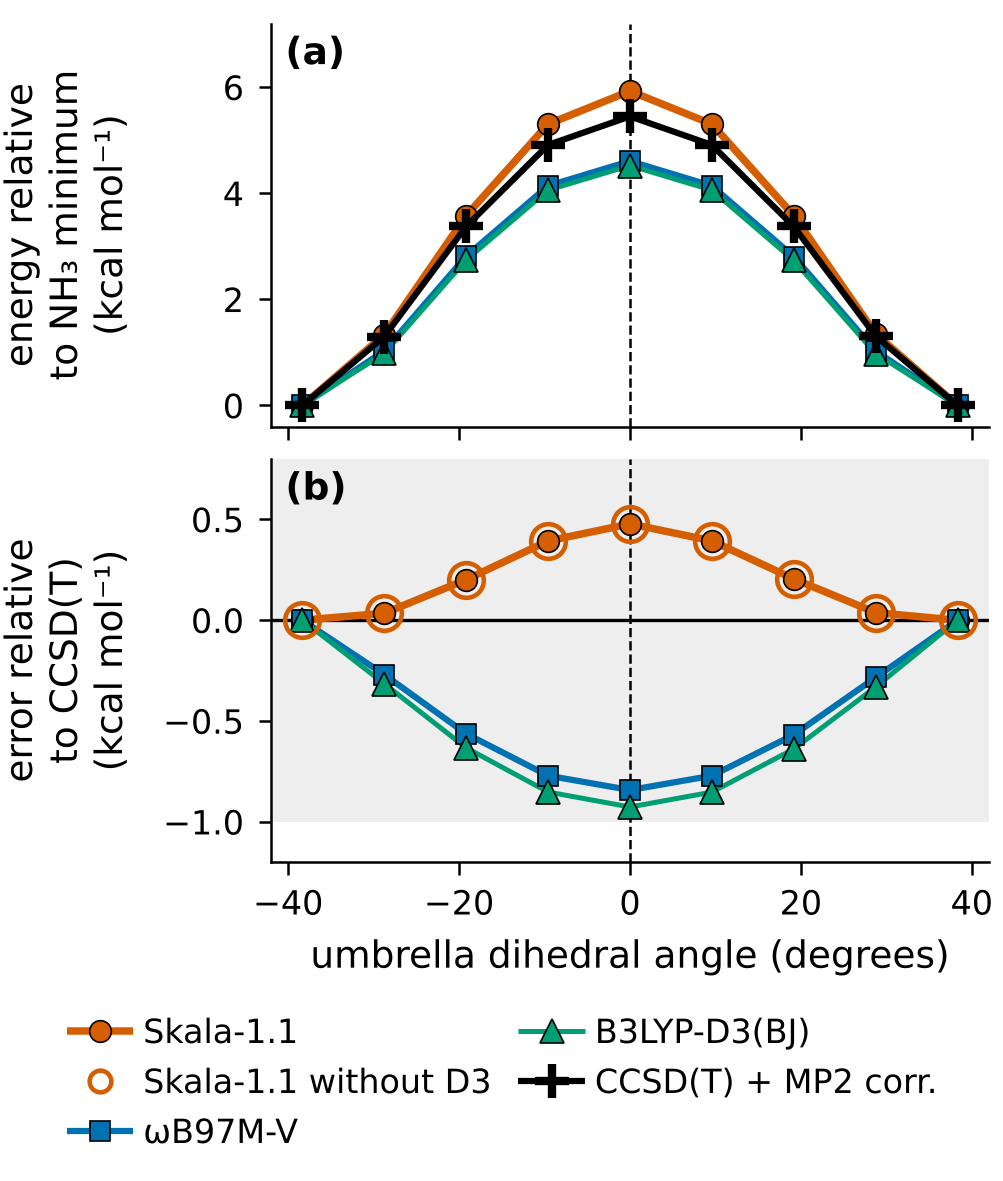 (a)
energy relative
to NH₃ minimum
(kcal mol⁻¹)
6
4
2
0
(b)
error relative
to CCSD(T)
(kcal mol⁻¹)
0.5
0.0
−0.5
−1.0
−40
−20
0
20
40
umbrella dihedral angle (degrees)
Skala-1.1
Skala-1.1 without D3
ωB97M-V
B3LYP-D3(BJ)
CCSD(T) + MP2 corr.